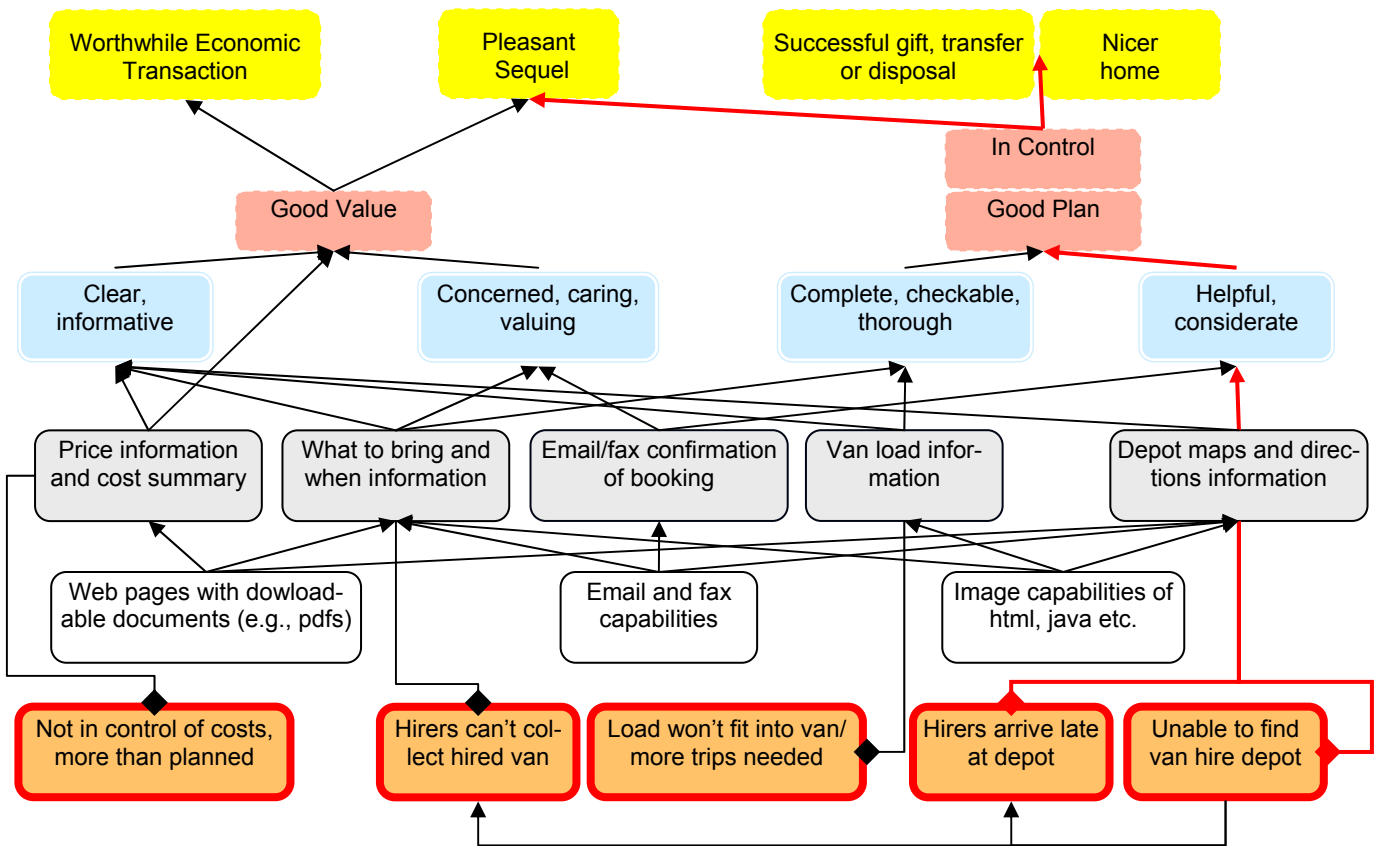 Worthwhile Economic
Transaction
Pleasant
Sequel
Successful gift, transfer
or disposal
Nicer
home
In Control
Good Value
Good Plan
Clear,
informative
Concerned, caring,
valuing
Complete, checkable,
thorough
Helpful,
considerate
Price information
and cost summary
What to bring and
when information
Email/fax confirmation
of booking
Van load infor-
mation
Depot maps and direc-
tions information
Web pages with dowload-
able documents (e.g., pdfs)
Email and fax
capabilities
Image capabilities of
html, java etc.
Not in control of costs,
more than planned
Hirers can’t col-
lect hired van
Load won’t fit into van/
more trips needed
Hirers arrive late
at depot
Unable to find
van hire depot